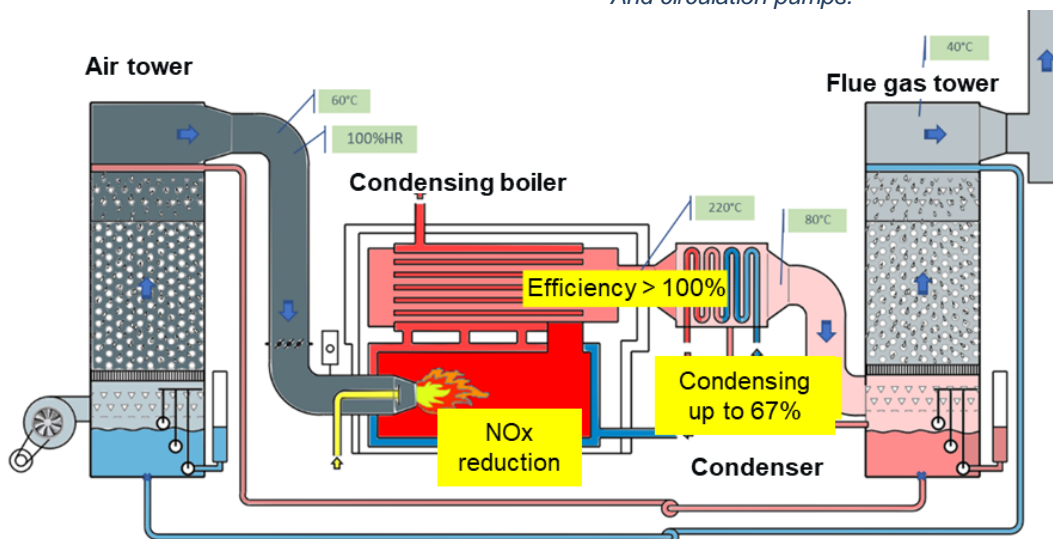 And circulation pumps.
Air tower
40°C
Flue gas tower
60°C
100%HR
Condensing boiler
220°C
80°C
Efficiency > 100%
Condensing
up to 67%
NOx
reduction
Condenser